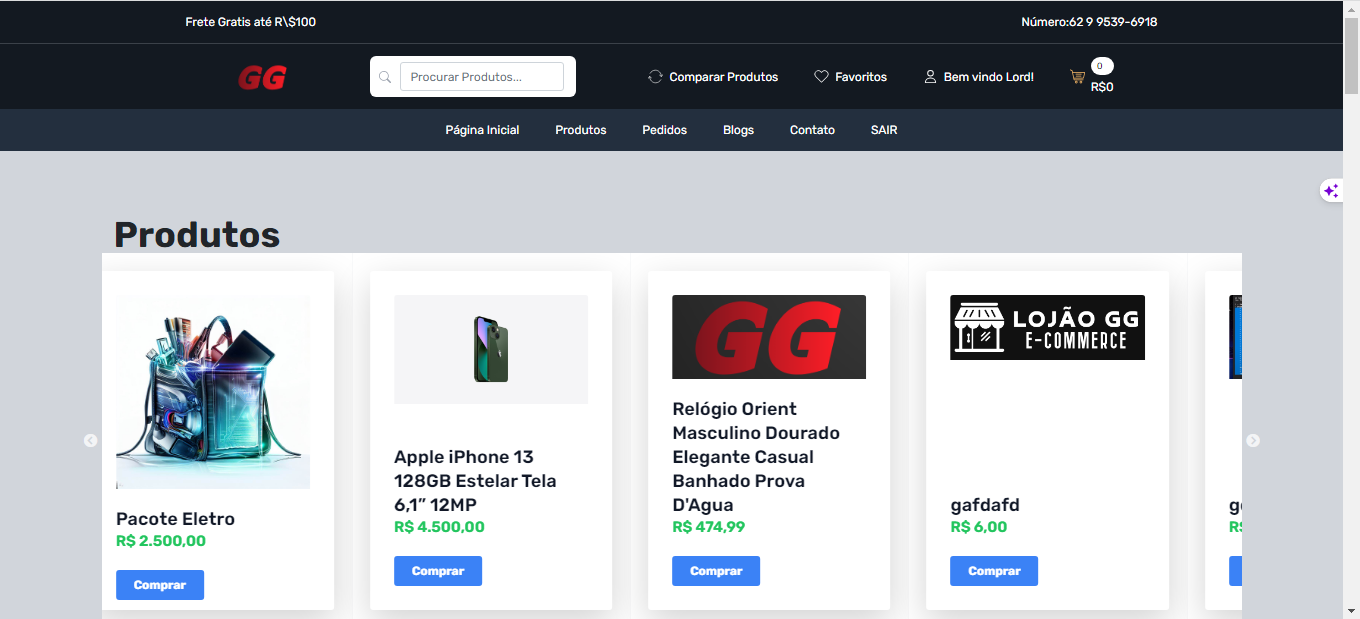 Frete Gratis até R\$100
Número:62 9 9539-6918
GG
Procurar Produtos...
Comparar Produtos
Favoritos
Bem vindo Lord!
0
R$0
Página Inicial
Produtos
Pedidos
Blogs
Contato
SAIR
Produtos
Pacote Eletro
R$ 2.500,00
Comprar
Apple iPhone 13
128GB Estelar Tela
6,1” 12MP
R$ 4.500,00
Comprar
GG
Relógio Orient
Masculino Dourado
Elegante Casual
Banhado Prova
D'Agua
R$ 474,99
Comprar
LOJÃO GG
E-COMMERCE
gafdafd
R$ 6,00
Comprar